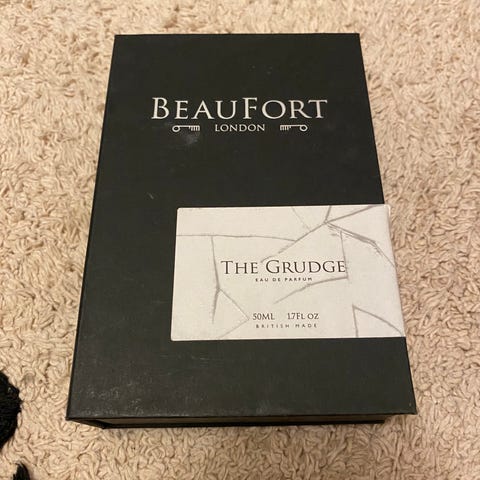 BEAUFORT
LONDON
THE GRUDGE
EAU DE PARFUM
50ML 1.7FL OZ
BRITISH MADE